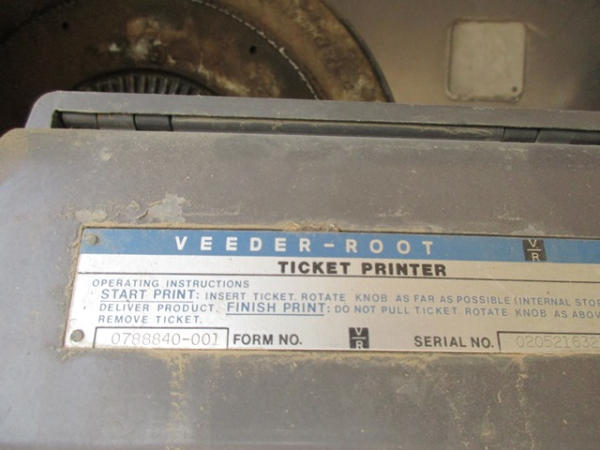 VEEDER-ROOT V/R
TICKET PRINTER
OPERATING INSTRUCTIONS
START PRINT: INSERT TICKET. ROTATE KNOB AS FAR AS POSSIBLE (INTERNAL STOP
DELIVER PRODUCT. FINISH PRINT: DO NOT PULL TICKET. ROTATE KNOB AS ABOV
REMOVE TICKET.
0788840-001 FORM NO. V/R SERIAL NO. 020521632